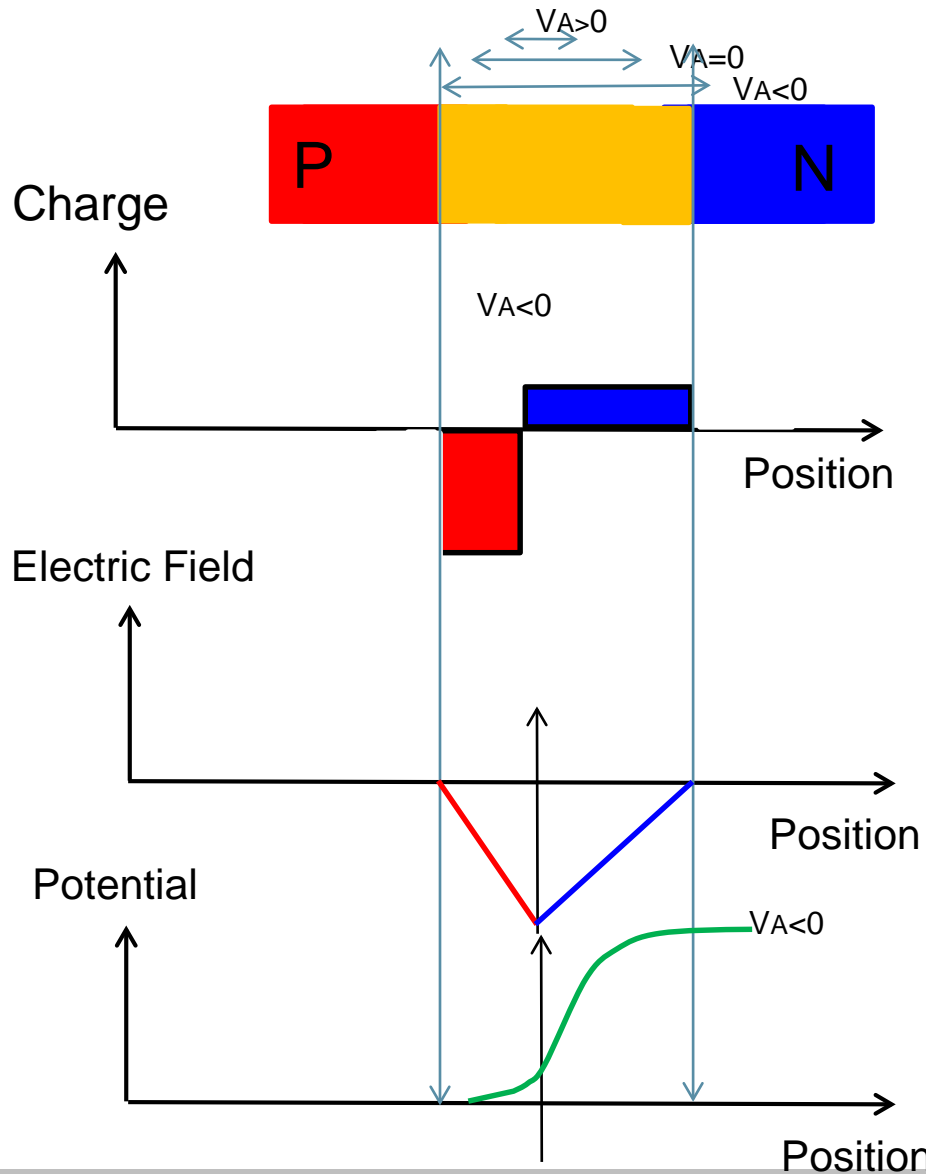 VA>0
VA=0
VA<0
P
N
Charge
VA<0
Position
Electric Field
Position
Potential
VA<0
Position